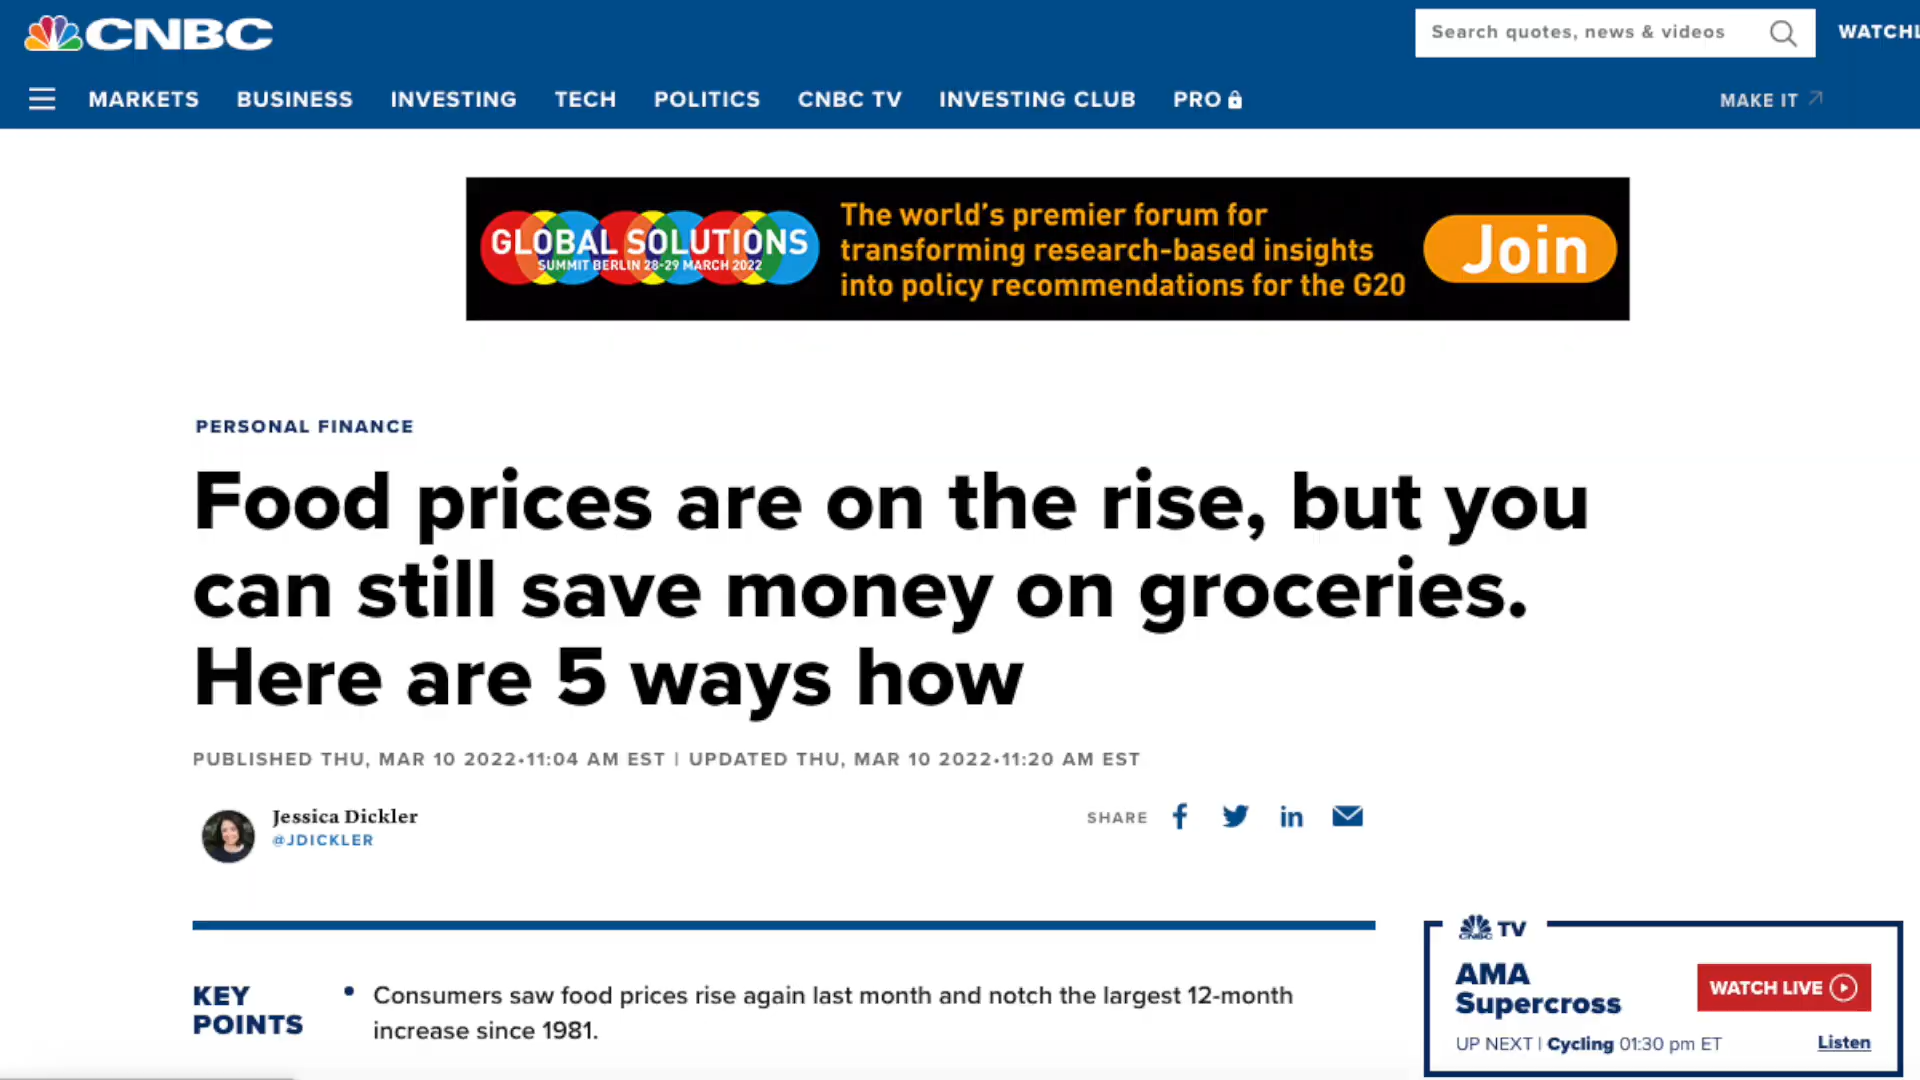 CNBC
Search quotes, news & videos
WATCHL
MARKETS BUSINESS INVESTING TECH POLITICS CNBC TV INVESTING CLUB PRO
MAKE IT
GLOBAL SOLUTIONS
SUMMIT BERLIN 28-29 MARCH 2022
The world's premier forum for
transforming research-based insights
into policy recommendations for the G20
Join
PERSONAL FINANCE
Food prices are on the rise, but you
can still save money on groceries.
Here are 5 ways how
PUBLISHED THU, MAR 10 2022•11:04 AM EST | UPDATED THU, MAR 10 2022•11:20 AM EST
Jessica Dickler
@JDICKLER
SHARE
KEY
POINTS
• Consumers saw food prices rise again last month and notch the largest 12-month
increase since 1981.
CNBC TV
AMA
Supercross
WATCH LIVE
UP NEXT | Cycling 01:30 pm ET
Listen